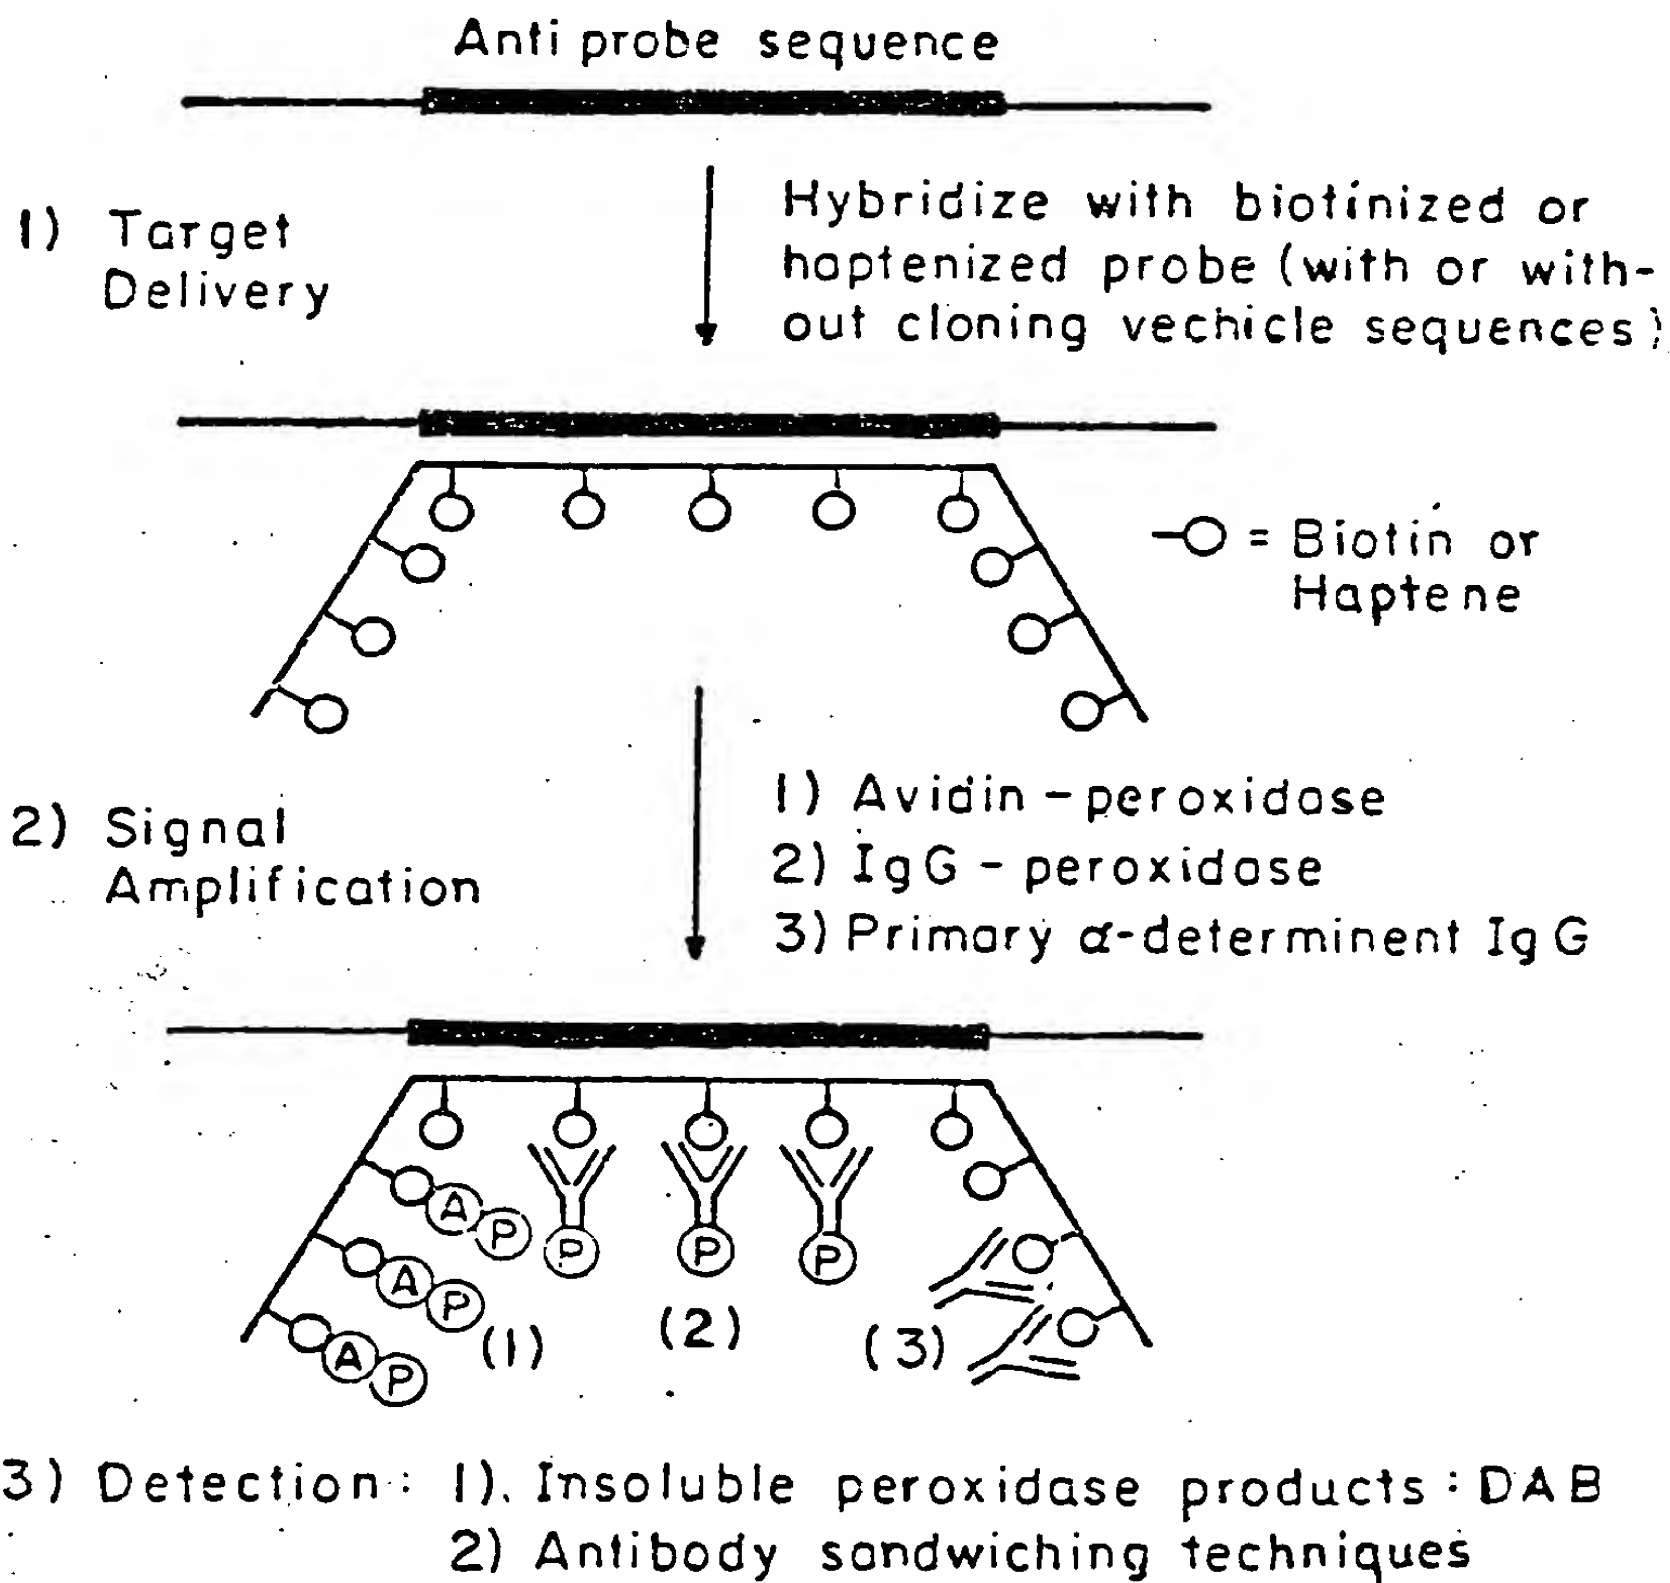 Anti probe sequence
1) Target
Delivery
Hybridize with biotinized or
haptenized probe (with or with-
out cloning vechicle sequences)
-O = Biotin or
Haptene
2) Signal
Amplification
1) Avidin - peroxidase
2) IgG - peroxidase
3) Primary α-determinent IgG
A P
A P
A P
P
P
P
(1)
(2)
(3)
3) Detection: 1). Insoluble peroxidase products: DAB
2) Antibody sandwiching techniques